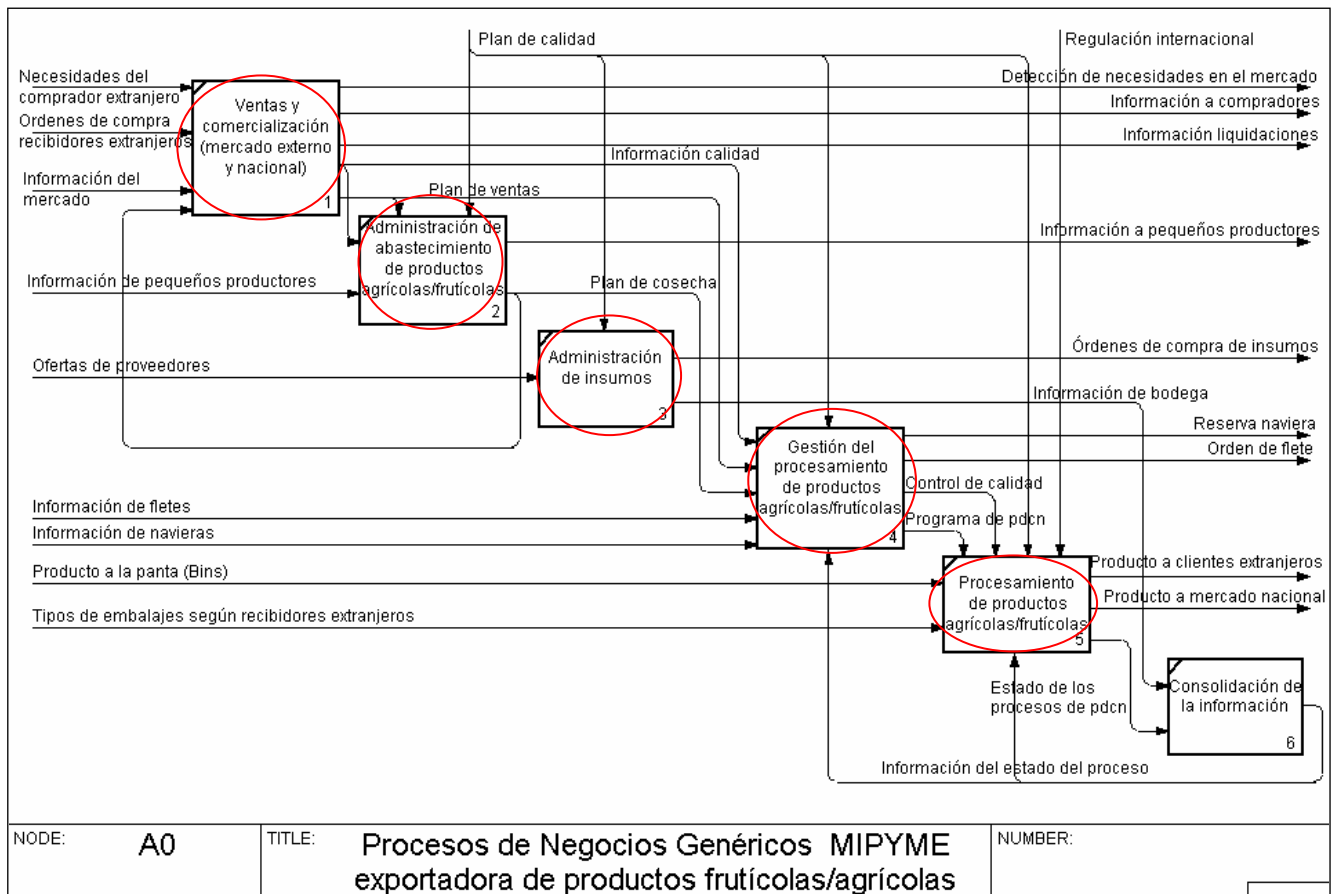 Plan de calidad
Regulación internacional
Necesidades del
comprador extranjero
Ordenes de compra
recibidores extranjeros
Información del
mercado
Ventas y
comercialización
(mercado externo
y nacional)
1
Detección de necesidades en el mercado
Información a compradores
Información liquidaciones
Información calidad
Plan de ventas
Administración de
abastecimiento
de productos
agrícolas/frutícolas
2
Información a pequeños productores
Información de pequeños productores
Plan de cosecha
Ofertas de proveedores
Administración
de insumos
3
Órdenes de compra de insumos
Información de bodega
Reserva naviera
Orden de flete
Gestión del
procesamiento
de productos
agrícolas/frutícolas
4
Control de calidad
Programa de pdcn
Información de fletes
Información de navieras
Producto a la panta (Bins)
Tipos de embalajes según recibidores extranjeros
Procesamiento
de productos
agrícolas/frutícolas
5
Producto a clientes extranjeros
Producto a mercado nacional
Estado de los
procesos de pdcn
Consolidación de
la información
6
Información del estado del proceso
NODE:
A0
TITLE:
Procesos de Negocios Genéricos MIPYME
exportadora de productos frutícolas/agrícolas
NUMBER: